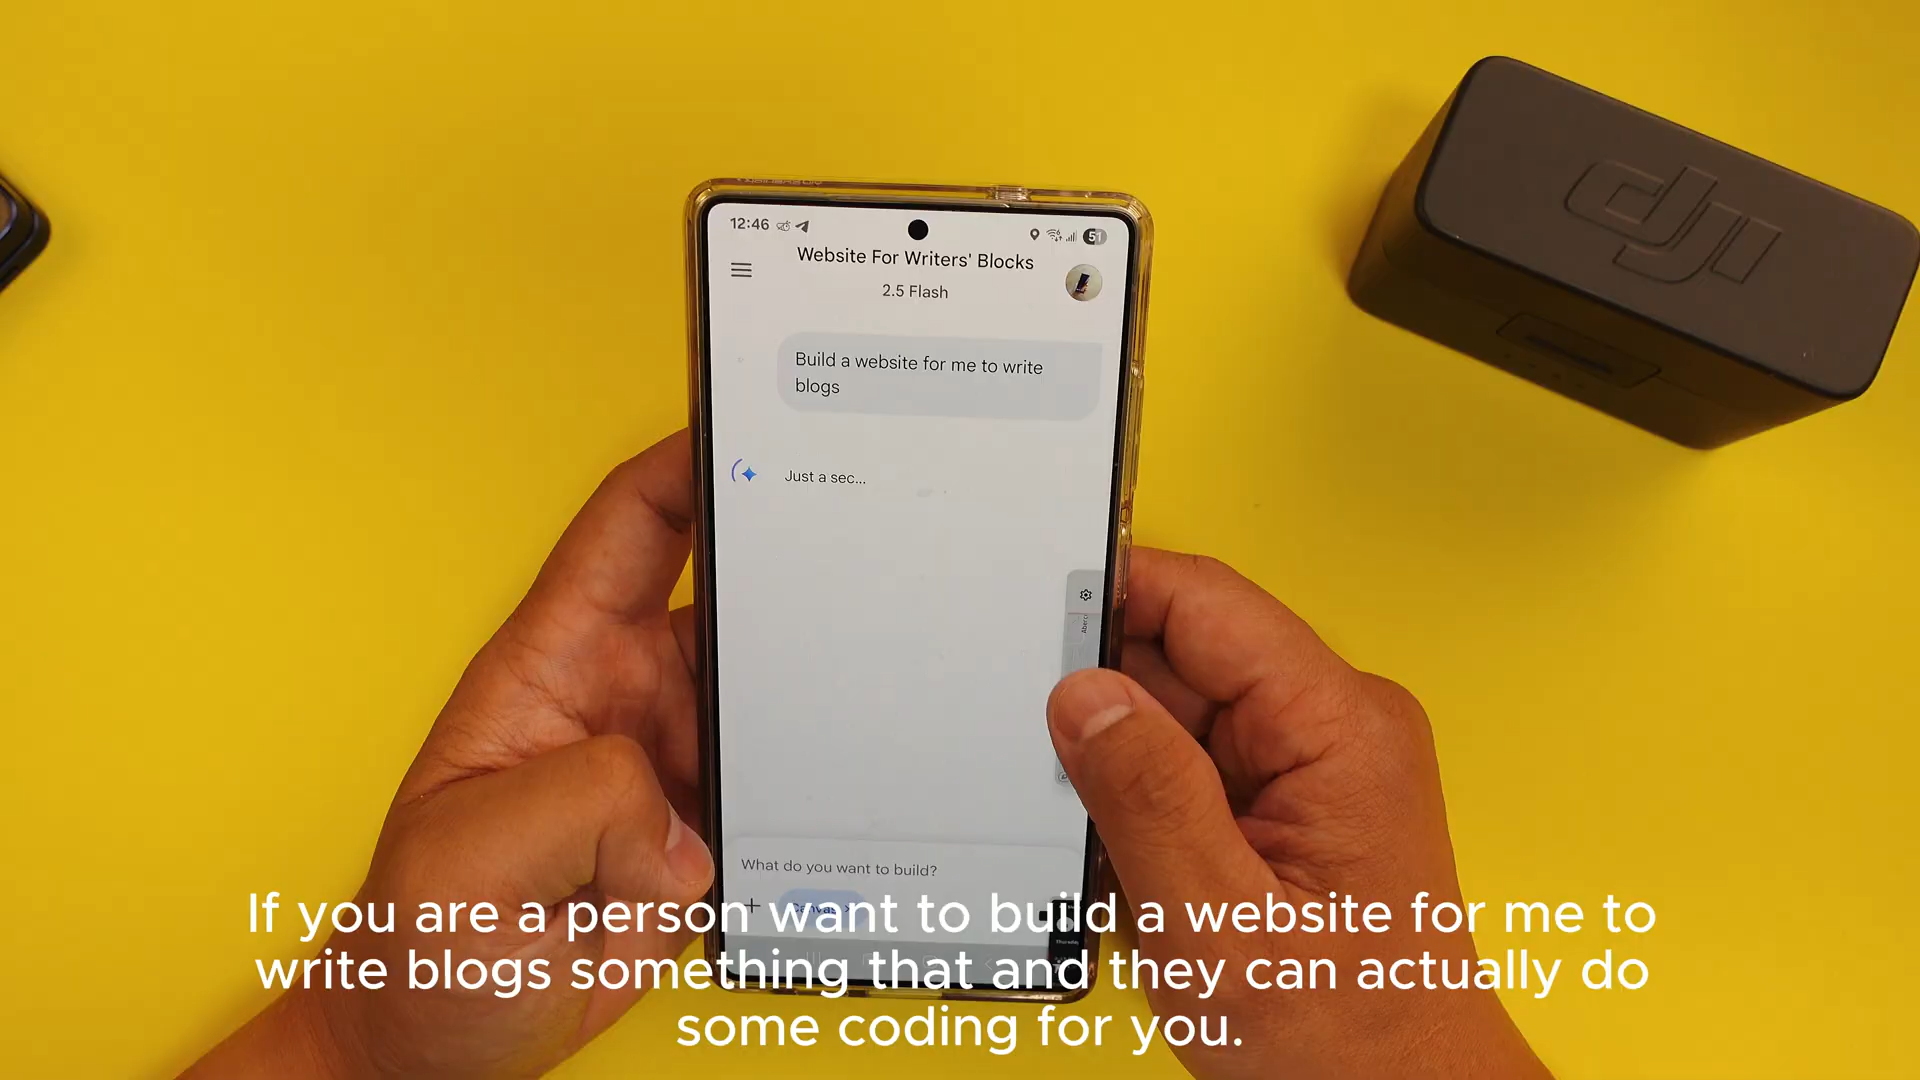 12:46
51
Website For Writers' Blocks
2.5 Flash
Build a website for me to write
blogs
Just a sec...
What do you want to build?
Canvas
dji
If you are a person want to build a website for me to
write blogs something that and they can actually do
some coding for you.